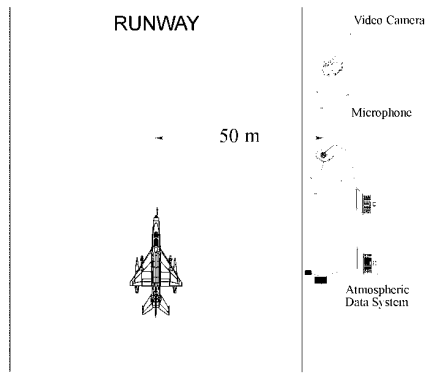 RUNWAY
Video Camera
Microphone
50 m
Atmospheric
Data System